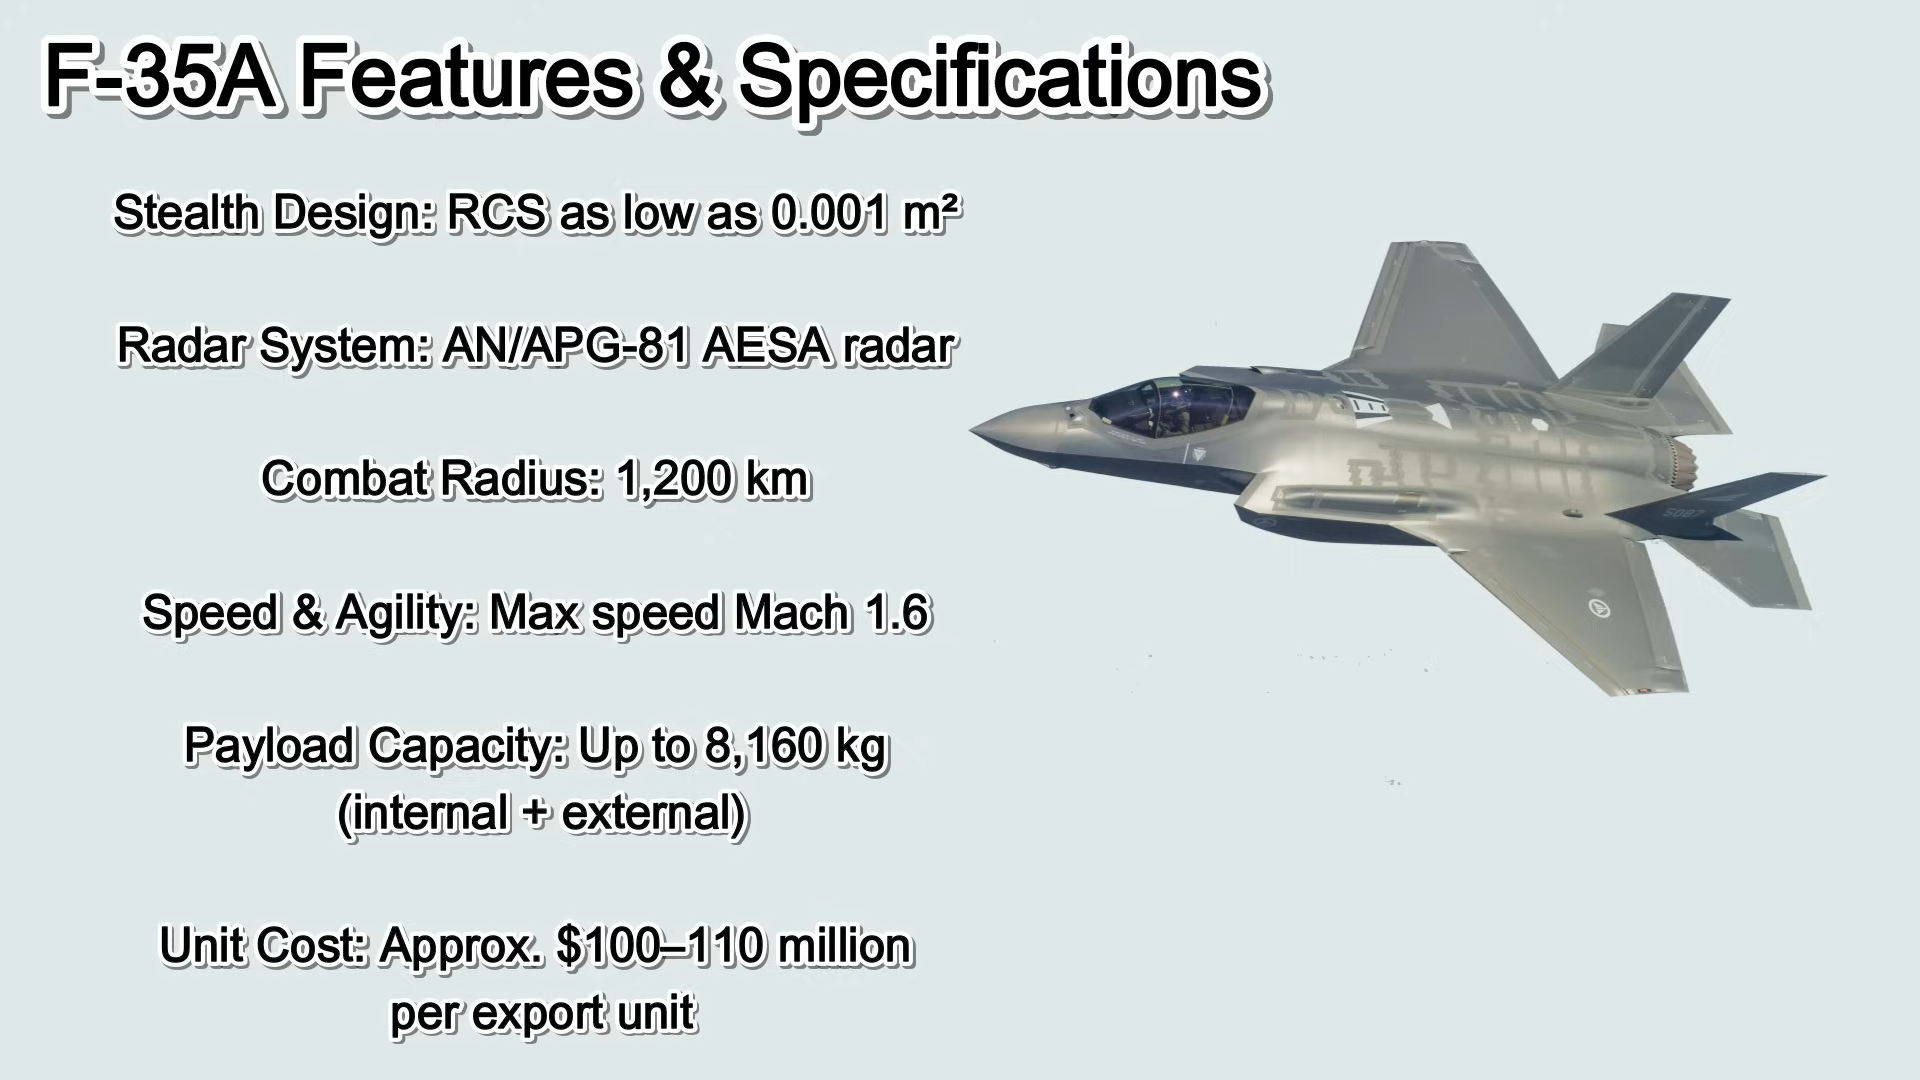 F-35A Features & Specifications
Stealth Design: RCS as low as 0.001 m²
Radar System: AN/APG-81 AESA radar
Combat Radius: 1,200 km
Speed & Agility: Max speed Mach 1.6
Payload Capacity: Up to 8,160 kg
(internal + external)
Unit Cost: Approx. $100–110 million
per export unit
5087